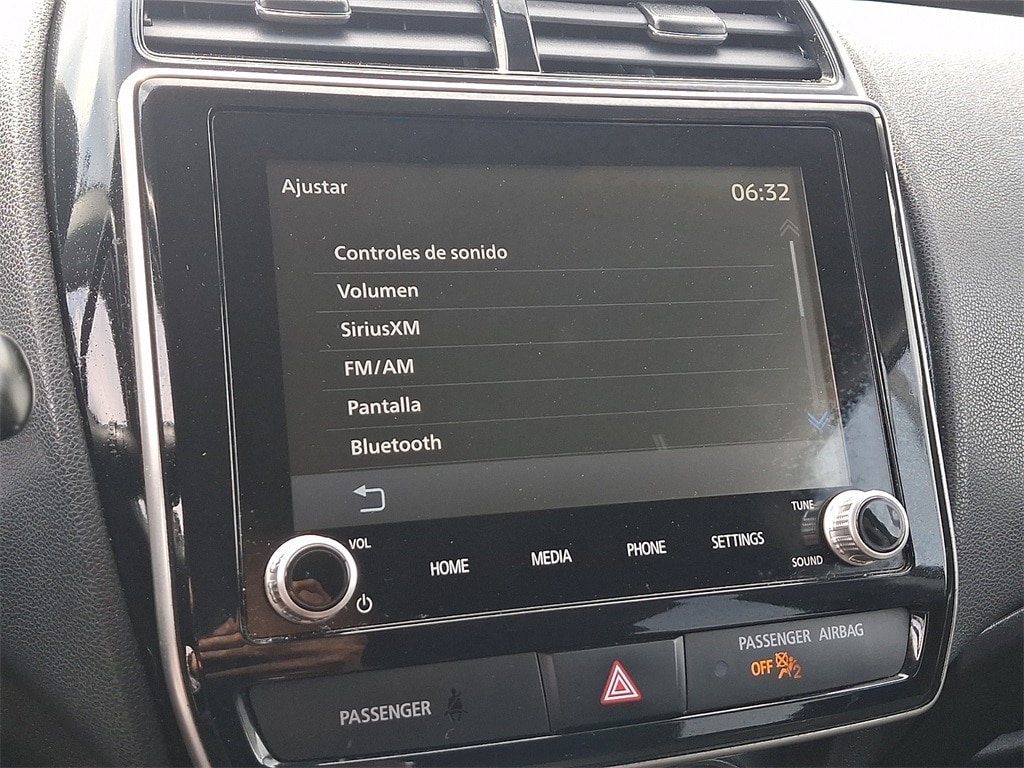 Ajustar
06:32
Controles de sonido
Volumen
SiriusXM
FM/AM
Pantalla
Bluetooth
VOL
HOME
MEDIA
PHONE
SETTINGS
TUNE
SOUND
PASSENGER
PASSENGER AIRBAG
OFF
2